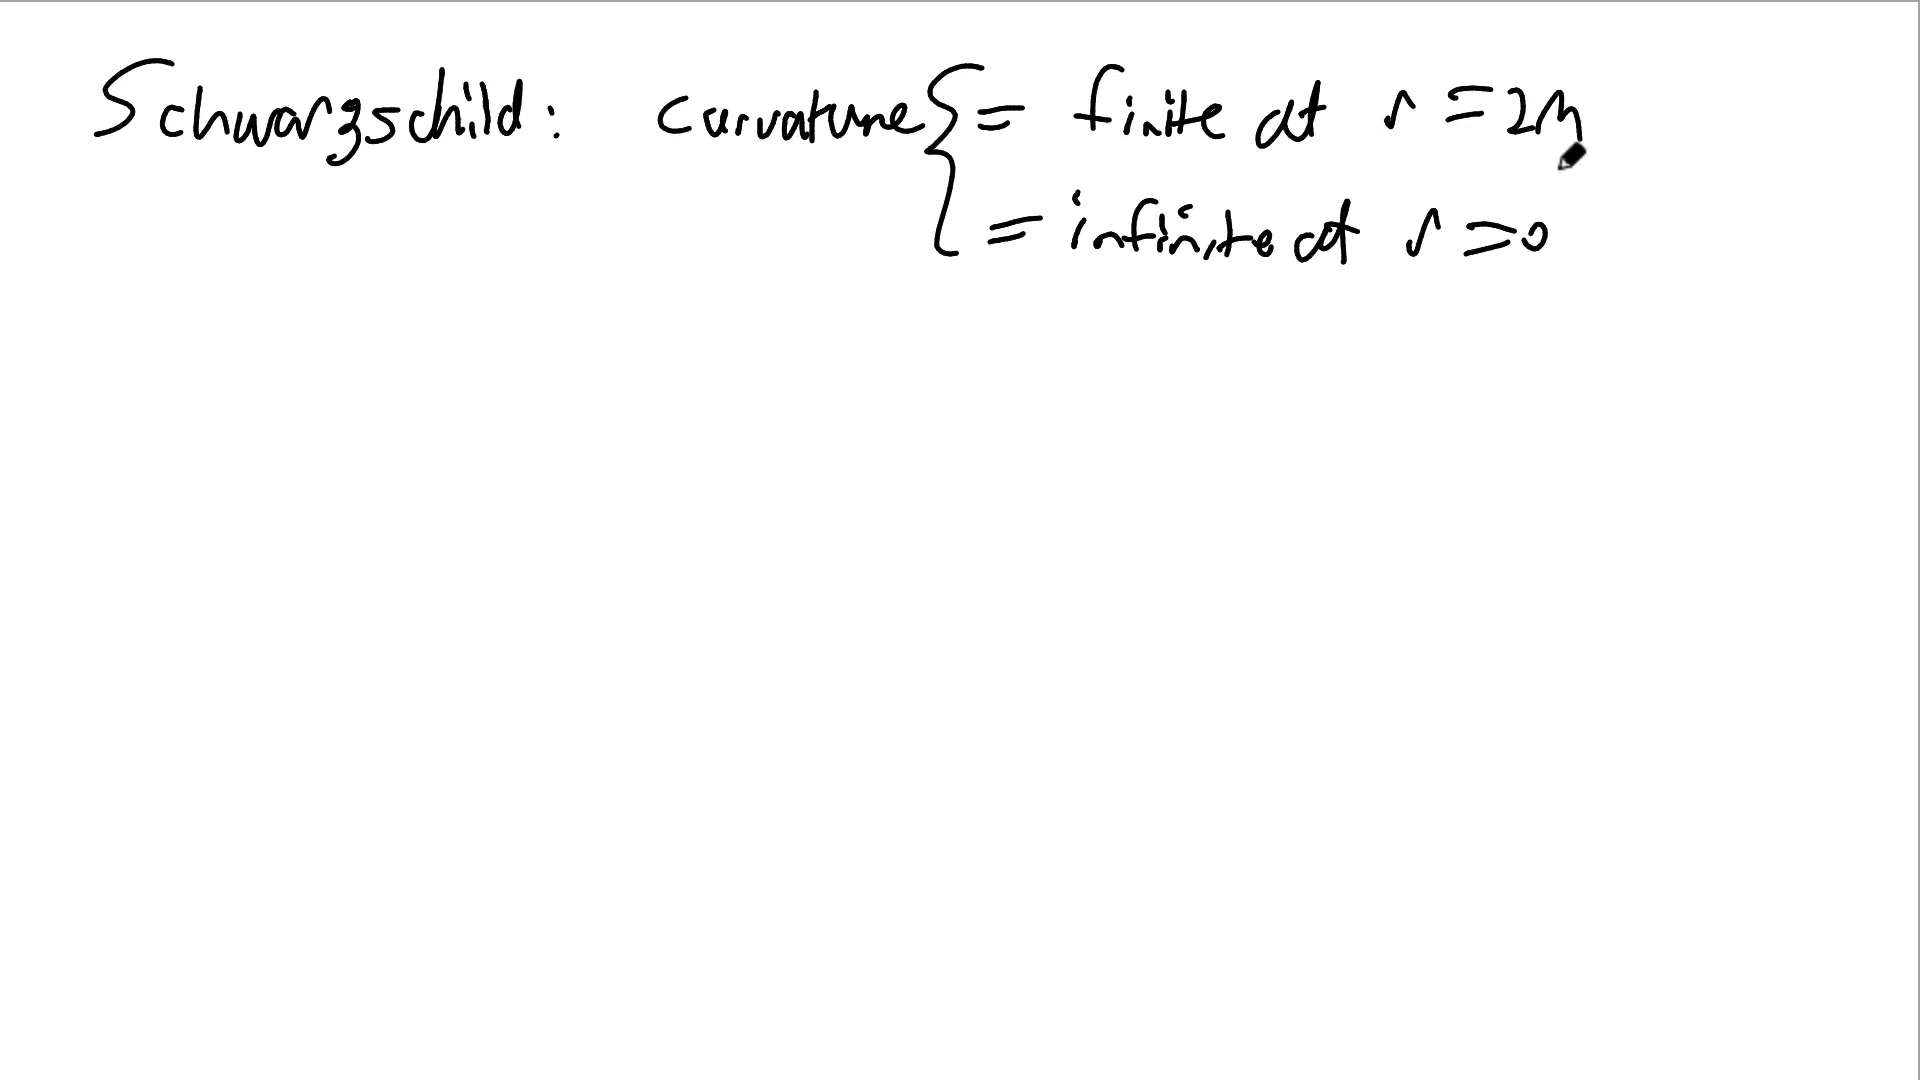 Schwarzschild: curvature { = finite at r = 2M
= infinite at r = 0